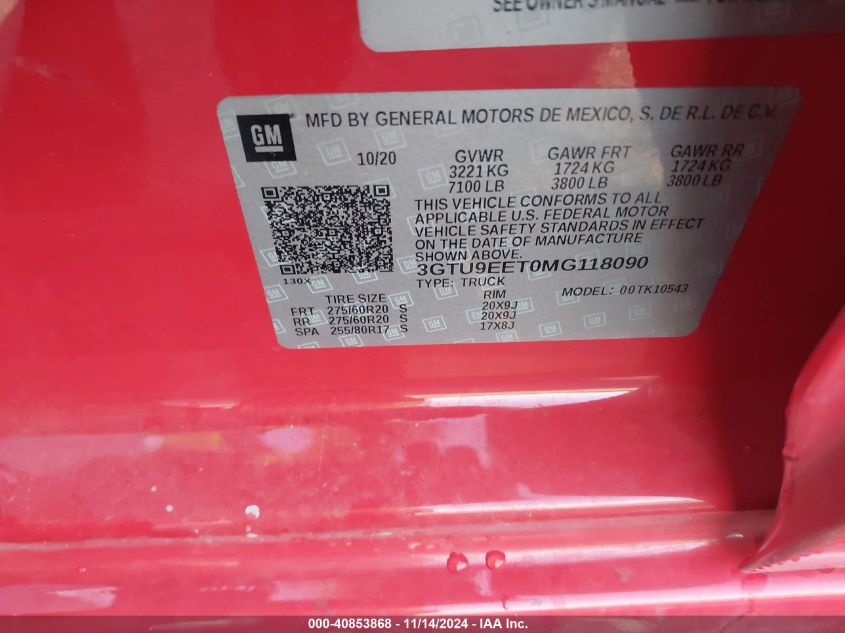 SEE OWNER'S MANUAL
GM
MFD BY GENERAL MOTORS DE MEXICO, S. DE R.L. DE C.V.
10/20 GVWR GAWR FRT GAWR RR
3221 KG 1724 KG 1724 KG
7100 LB 3800 LB 3800 LB
THIS VEHICLE CONFORMS TO ALL
APPLICABLE U.S. FEDERAL MOTOR
VEHICLE SAFETY STANDARDS IN EFFECT
ON THE DATE OF MANUFACTURE
SHOWN ABOVE.
3GTU9EET0MG118090
130X TYPE: TRUCK MODEL: 00TK10543
TIRE SIZE RIM
FRT 275/60R20 S 20X9J
RR 275/60R20 S 20X9J
SPA 255/80R17 S 17X8J
000-40853868 - 11/14/2024 - IAA Inc.